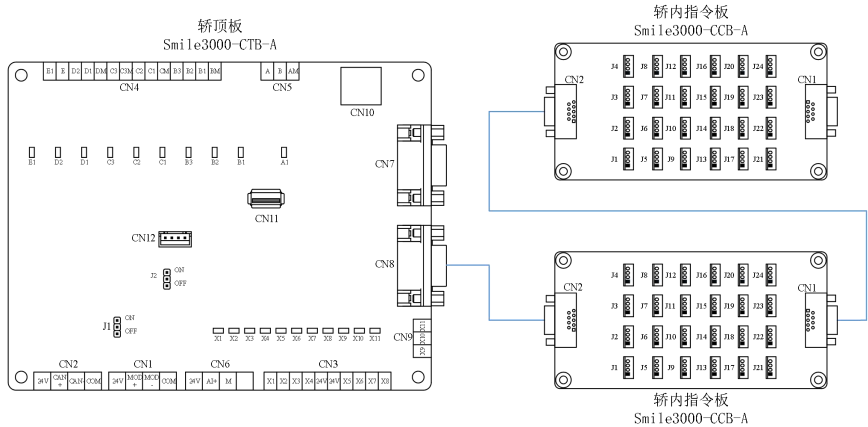 轿顶板
Smile3000-CTB-A
E1 E D2 D1 DM C3 C3M C2 C1 CM B3 B2 B1 BM
CN4
A B AM
CN5
CN10
E1 D2 D1 C3 C2 C1 B3 B2 B1 A1
CN7
CN11
CN12
CN8
J2 ON
OFF
J1 ON
OFF
X1 X2 X3 X4 X5 X6 X7 X8 X9 X10 X11
CN9
X11
X10
X9
CN2 CN1 CN6 CN3
24V CAN+ CAN- COM
24V MOD+ MOD- COM
24V AI+ M
X1 X2 X3 X4 24V 24V X5 X6 X7 X8
轿内指令板
Smile3000-CCB-A
CN2 CN1
J4 J8 J12 J16 J20 J24
J3 J7 J11 J15 J19 J23
J2 J6 J10 J14 J18 J22
J1 J5 J9 J13 J17 J21
J4 J8 J12 J16 J20 J24
CN2 CN1
J3 J7 J11 J15 J19 J23
J2 J6 J10 J14 J18 J22
J1 J5 J9 J13 J17 J21
轿内指令板
Smile3000-CCB-A